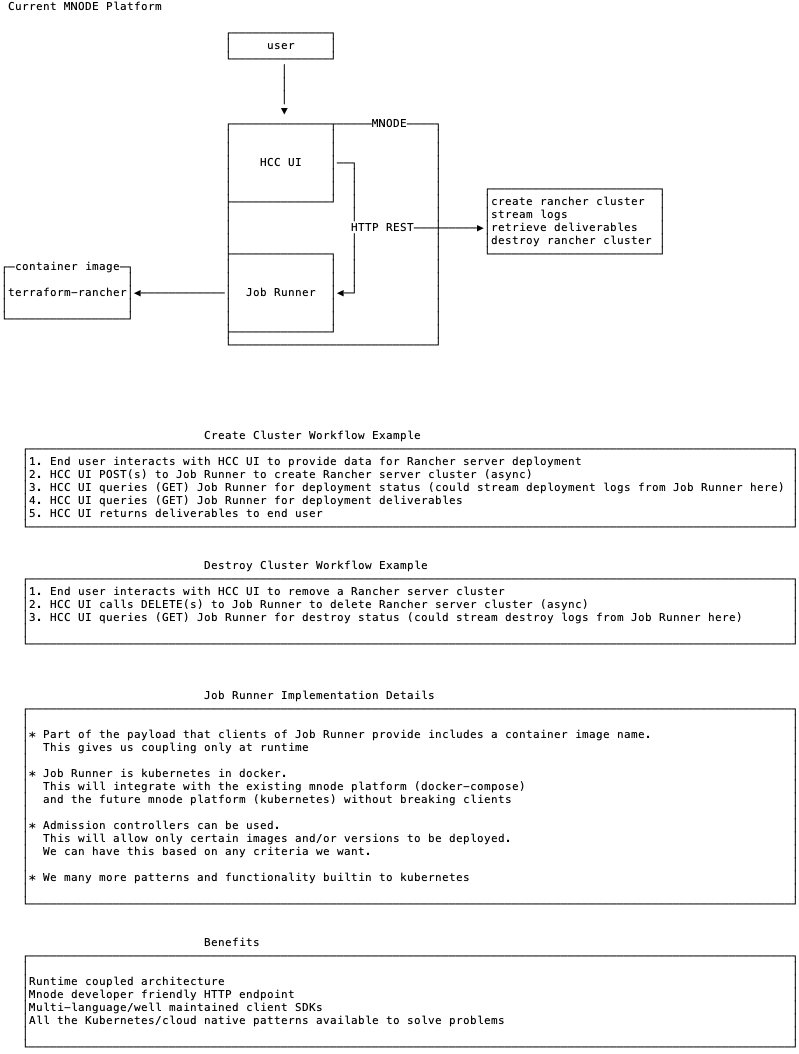 Current MNODE Platform
user
MNODE
HCC UI
create rancher cluster
stream logs
HTTP REST
retrieve deliverables
destroy rancher cluster
container image
terraform-rancher
Job Runner
Create Cluster Workflow Example
1. End user interacts with HCC UI to provide data for Rancher server deployment
2. HCC UI POST(s) to Job Runner to create Rancher server cluster (async)
3. HCC UI queries (GET) Job Runner for deployment status (could stream deployment logs from Job Runner here)
4. HCC UI queries (GET) Job Runner for deployment deliverables
5. HCC UI returns deliverables to end user
Destroy Cluster Workflow Example
1. End user interacts with HCC UI to remove a Rancher server cluster
2. HCC UI calls DELETE(s) to Job Runner to delete Rancher server cluster (async)
3. HCC UI queries (GET) Job Runner for destroy status (could stream destroy logs from Job Runner here)
Job Runner Implementation Details
* Part of the payload that clients of Job Runner provide includes a container image name.
This gives us coupling only at runtime
* Job Runner is kubernetes in docker.
This will integrate with the existing mnode platform (docker-compose)
and the future mnode platform (kubernetes) without breaking clients
* Admission controllers can be used.
This will allow only certain images and/or versions to be deployed.
We can have this based on any criteria we want.
* We many more patterns and functionality builtin to kubernetes
Benefits
Runtime coupled architecture
Mnode developer friendly HTTP endpoint
Multi-language/well maintained client SDKs
All the Kubernetes/cloud native patterns available to solve problems